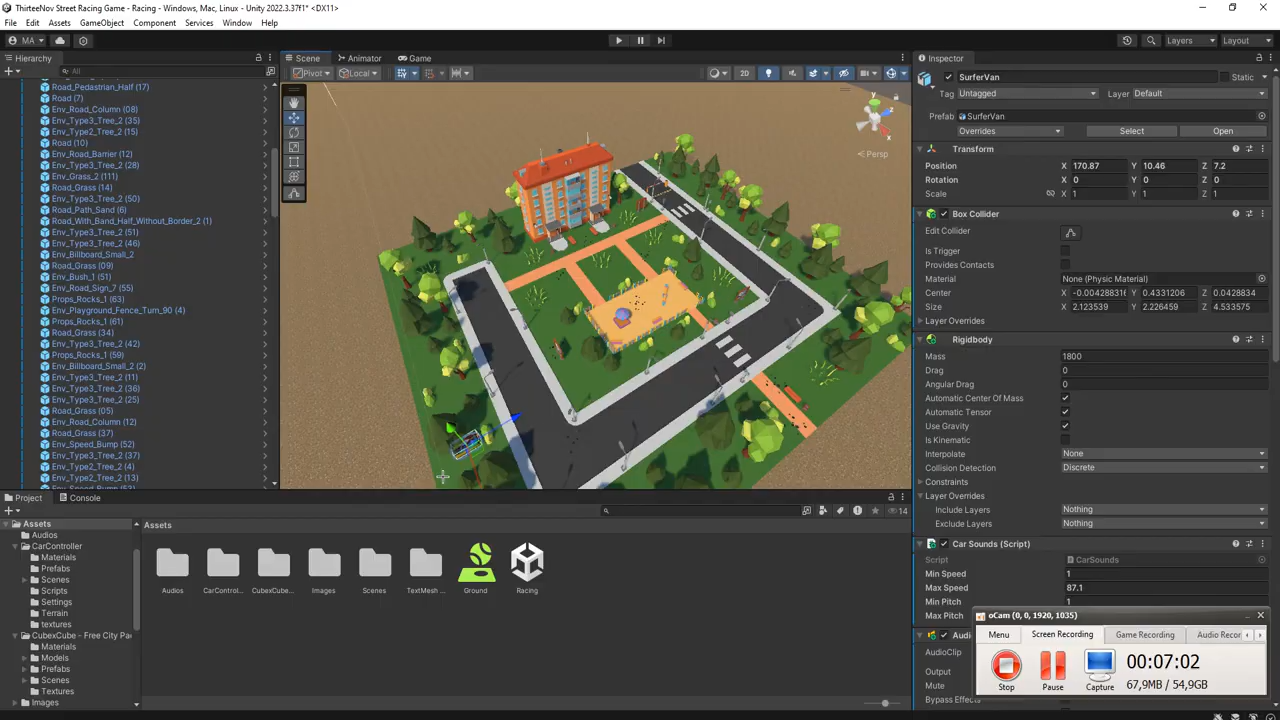 ThirteeNov Street Racing Game - Racing - Windows, Mac, Linux - Unity 2022.3.37f1* <DX11>
File Edit Assets GameObject Component Services Window Help
MA Layers Layout
Hierarchy
All
Road_Pedastrian_Half (17)
Road (7)
Env_Road_Column (08)
Env_Type3_Tree_2 (35)
Env_Type2_Tree_2 (15)
Road (10)
Env_Road_Barrier (12)
Env_Type3_Tree_2 (28)
Env_Grass_2 (111)
Road_Grass (14)
Env_Type3_Tree_2 (50)
Road_Path_Sand (6)
Road_With_Band_Half_Without_Border_2 (1)
Env_Type3_Tree_2 (51)
Env_Type3_Tree_2 (46)
Env_Billboard_Small_2
Road_Grass (09)
Env_Bush_1 (51)
Env_Road_Sign_7 (55)
Props_Rocks_1 (63)
Env_Playground_Fence_Turn_90 (4)
Props_Rocks_1 (61)
Road_Grass (34)
Env_Type3_Tree_2 (42)
Props_Rocks_1 (59)
Env_Billboard_Small_2 (2)
Env_Type3_Tree_2 (11)
Env_Type3_Tree_2 (36)
Env_Type3_Tree_2 (25)
Road_Grass (05)
Env_Road_Column (12)
Road_Grass (37)
Env_Speed_Bump (52)
Env_Type3_Tree_2 (37)
Env_Type2_Tree_2 (4)
Env_Type2_Tree_2 (13)
Env_Speed_Bump (53)
Scene Animator Game
Pivot Local 2D
Persp
Inspector
SurferVan Static
Tag Untagged Layer Default
Prefab SurferVan
Overrides Select Open
Transform
Position X 170.87 Y 10.46 Z 7.2
Rotation X 0 Y 0 Z 0
Scale X 1 Y 1 Z 1
Box Collider
Edit Collider
Is Trigger
Provides Contacts
Material None (Physic Material)
Center X -0.004288316 Y 0.4331206 Z 0.0428834
Size X 2.123539 Y 2.226459 Z 4.533575
Layer Overrides
Rigidbody
Mass 1800
Drag 0
Angular Drag 0
Automatic Center Of Mass
Automatic Tensor
Use Gravity
Is Kinematic
Interpolate None
Collision Detection Discrete
Constraints
Layer Overrides
Include Layers Nothing
Exclude Layers Nothing
Car Sounds (Script)
Script CarSounds
Min Speed 1
Max Speed 87.1
Min Pitch 1
Max Pitch
Audio
AudioClip
Output
Mute
Bypass Effects
Project Console
14
Assets
Audios
CarController
Materials
Prefabs
Scenes
Scripts
Settings
Terrain
textures
CubexCube - Free City Pa
Materials
Models
Prefabs
Scenes
Textures
Images
Assets
Audios CarControl... CubexCube... Images Scenes TextMesh ... Ground Racing
oCam (0, 0, 1920, 1035)
Menu Screen Recording Game Recording Audio Recor
Stop Pause Capture
00:07:02
67,9MB / 54,9GB